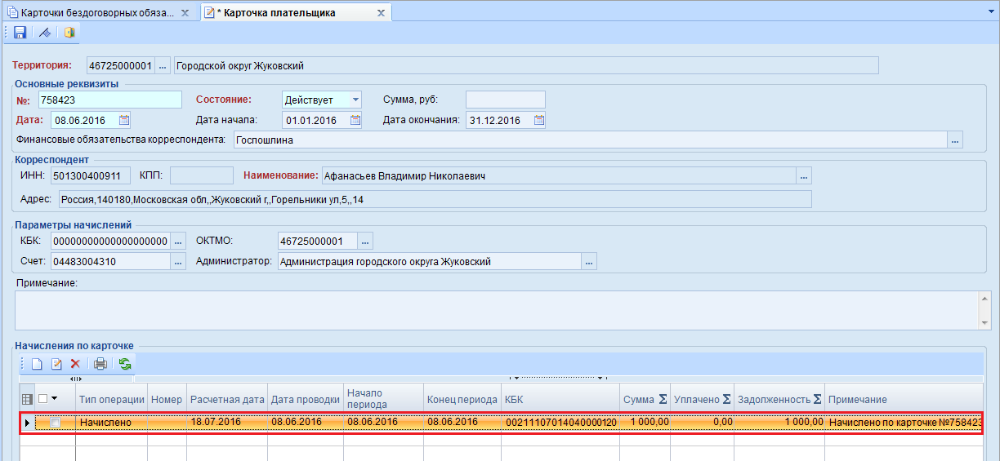 Карточки бездоговорных обяза... * Карточка плательщика
Территория: 46725000001 ... Городской округ Жуковский
Основные реквизиты
№: 758423 Состояние: Действует Сумма, руб:
Дата: 08.06.2016 Дата начала: 01.01.2016 Дата окончания: 31.12.2016
Финансовые обязательства корреспондента: Госпошлина ...
Корреспондент
ИНН: 501300400911 КПП: Наименование: Афанасьев Владимир Николаевич ...
Адрес: Россия,140180,Московская обл,,Жуковский г,,Горельники ул,5,,14
Параметры начислений
КБК: 00000000000000000000 ... ОКТМО: 46725000001 ...
Счет: 04483004310 ... Администратор: Администрация городского округа Жуковский ...
Примечание:
Начисления по карточке
Тип операции Номер Расчетная дата Дата проводки Начало периода Конец периода КБК Сумма Σ Уплачено Σ Задолженность Σ Примечание
Начислено 18.07.2016 08.06.2016 08.06.2016 08.06.2016 00211107014040000120 1 000,00 0,00 1 000,00 Начислено по карточке №758423